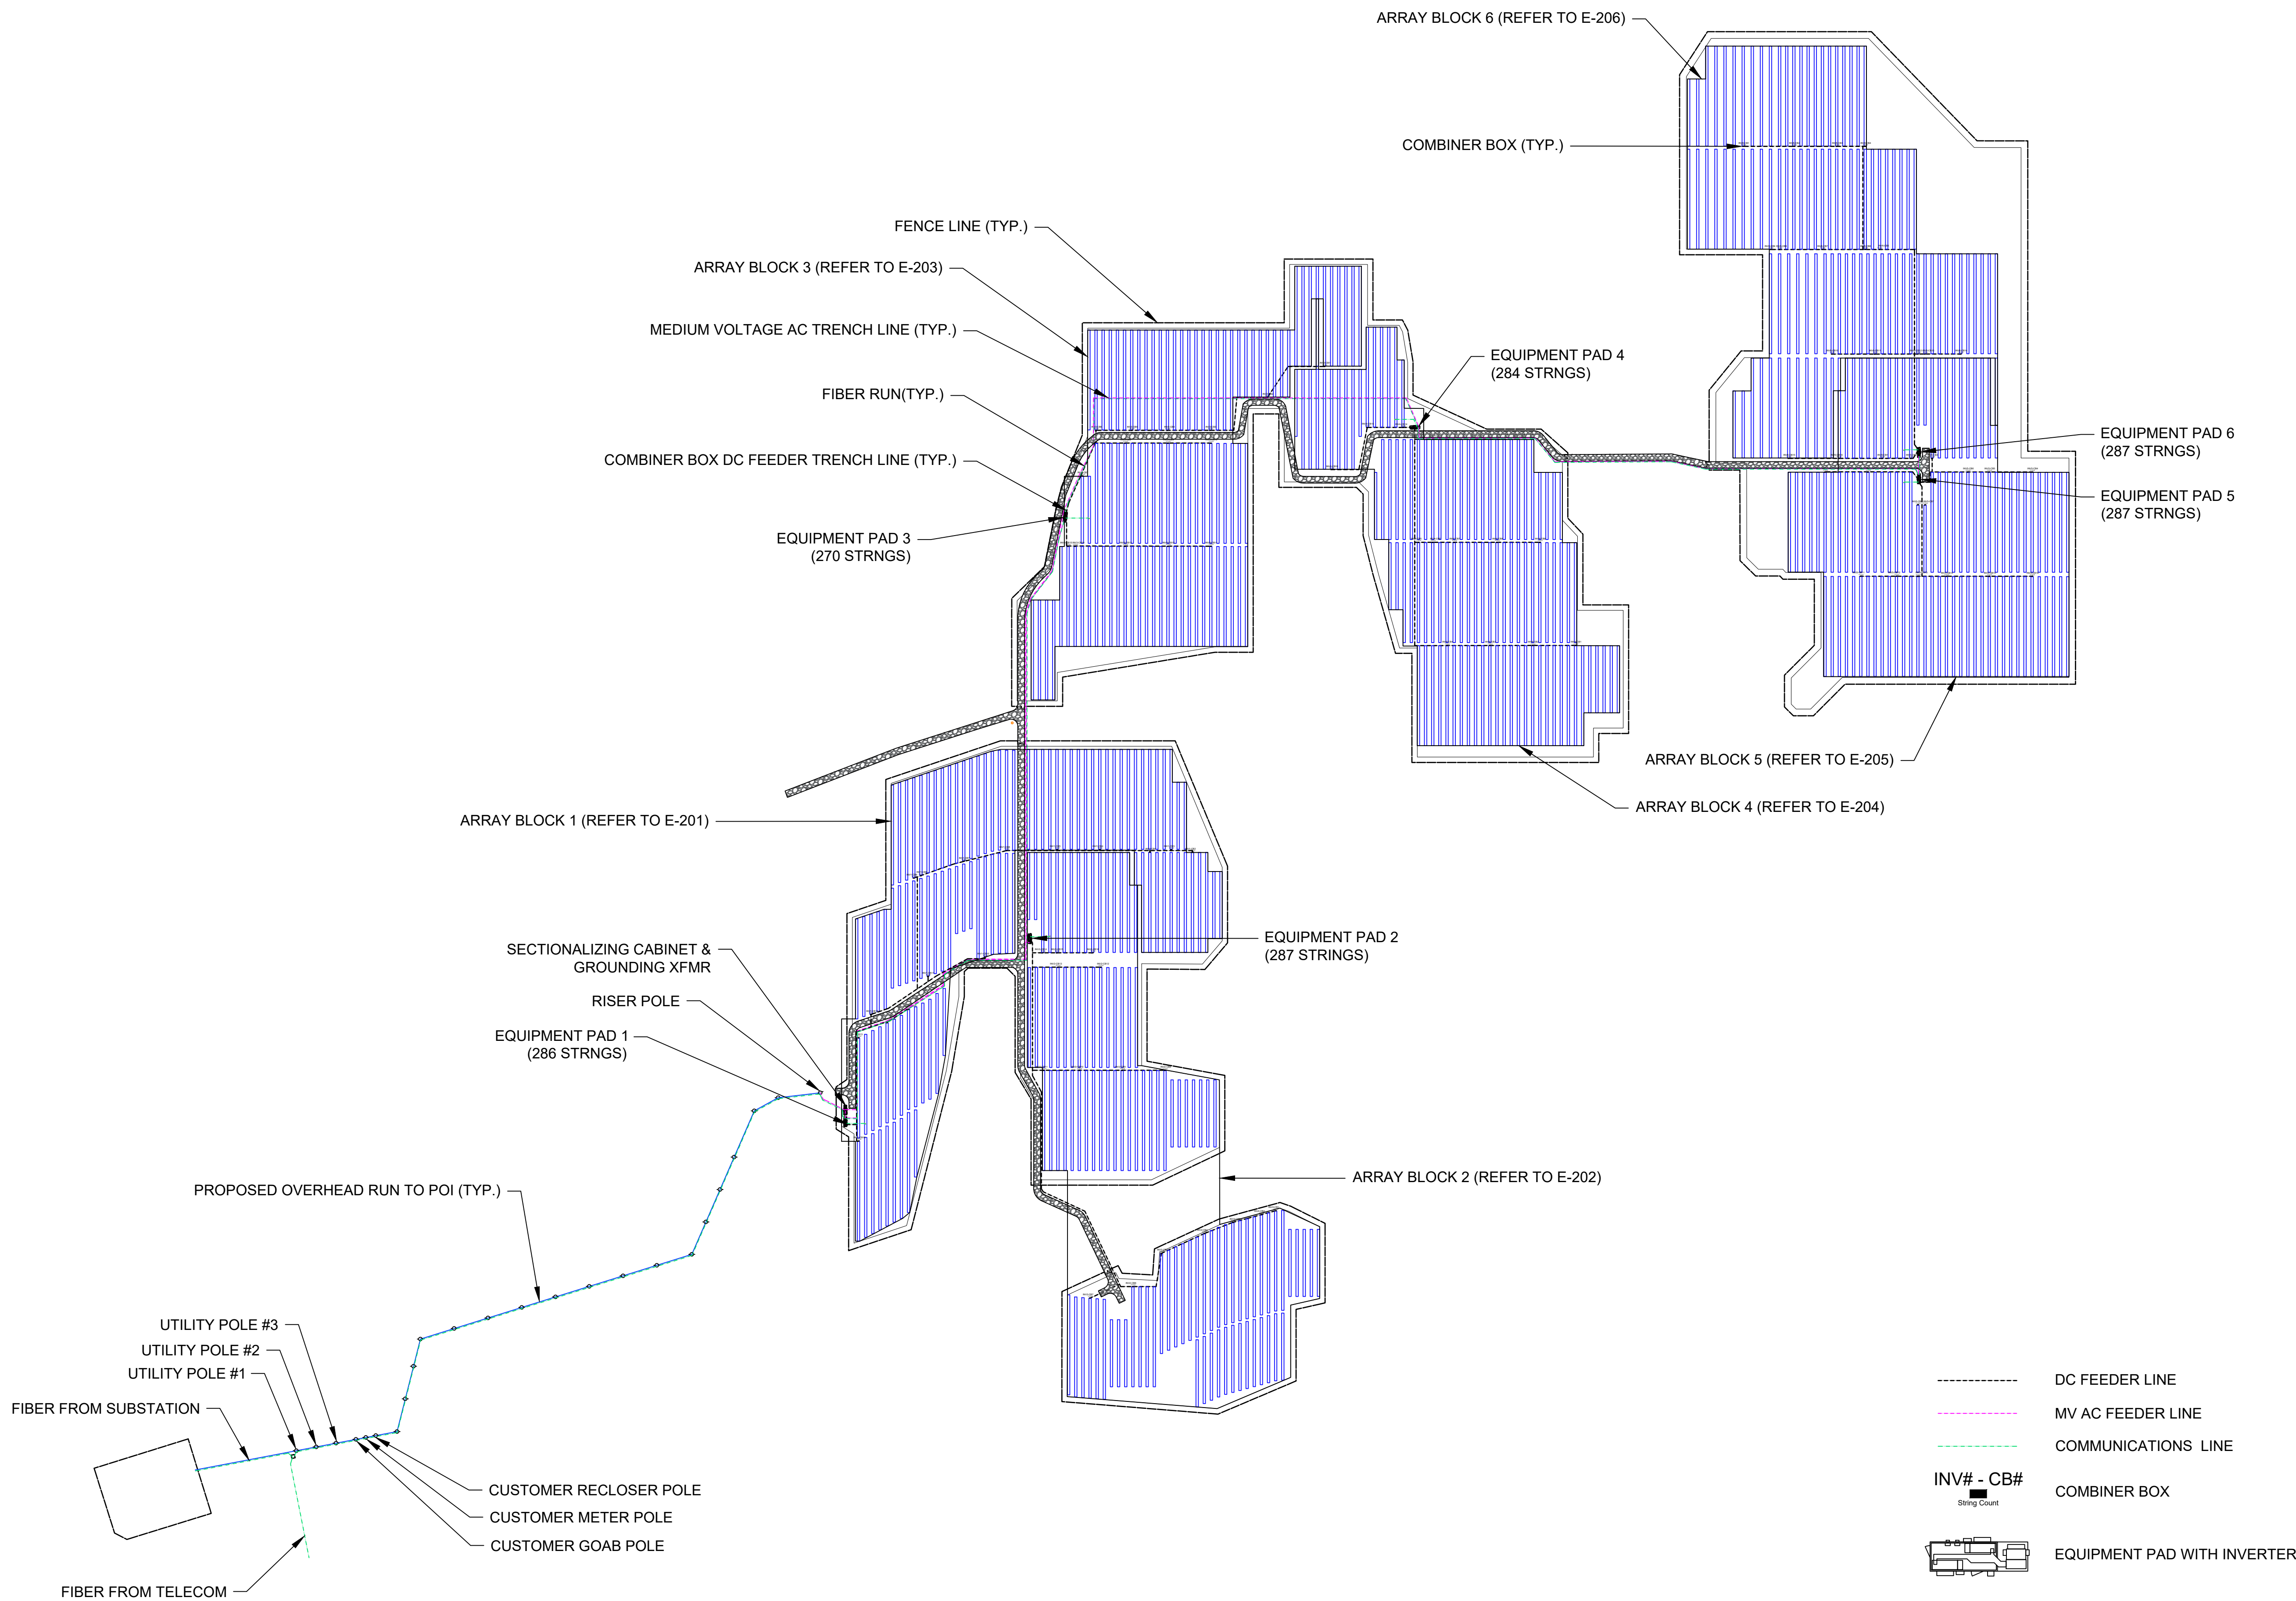 ARRAY BLOCK 6 (REFER TO E-206)
COMBINER BOX (TYP.)
FENCE LINE (TYP.)
ARRAY BLOCK 3 (REFER TO E-203)
MEDIUM VOLTAGE AC TRENCH LINE (TYP.)
EQUIPMENT PAD 4
(284 STRNGS)
FIBER RUN(TYP.)
EQUIPMENT PAD 6
(287 STRNGS)
COMBINER BOX DC FEEDER TRENCH LINE (TYP.)
EQUIPMENT PAD 5
(287 STRNGS)
EQUIPMENT PAD 3
(270 STRNGS)
ARRAY BLOCK 5 (REFER TO E-205)
ARRAY BLOCK 4 (REFER TO E-204)
ARRAY BLOCK 1 (REFER TO E-201)
EQUIPMENT PAD 2
(287 STRINGS)
SECTIONALIZING CABINET &
GROUNDING XFMR
RISER POLE
EQUIPMENT PAD 1
(286 STRNGS)
ARRAY BLOCK 2 (REFER TO E-202)
PROPOSED OVERHEAD RUN TO POI (TYP.)
UTILITY POLE #3
UTILITY POLE #2
UTILITY POLE #1
FIBER FROM SUBSTATION
CUSTOMER RECLOSER POLE
CUSTOMER METER POLE
CUSTOMER GOAB POLE
FIBER FROM TELECOM
DC FEEDER LINE
MV AC FEEDER LINE
COMMUNICATIONS LINE
INV# - CB#
String Count
COMBINER BOX
EQUIPMENT PAD WITH INVERTER